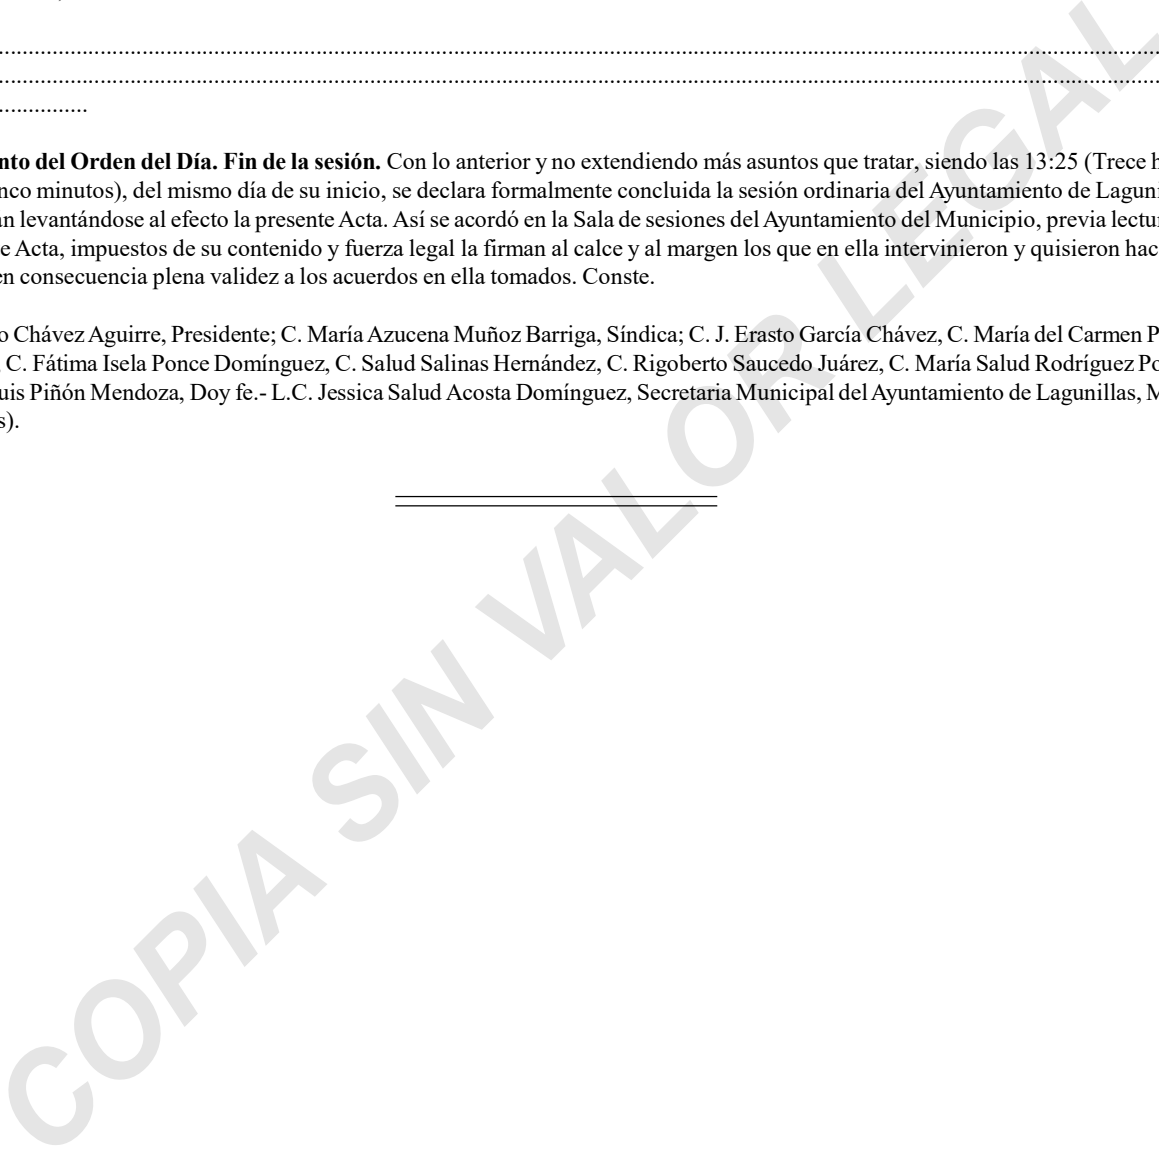 ................................................................................
................................................................................
................
nto del Orden del Día. Fin de la sesión. Con lo anterior y no extendiendo más asuntos que tratar, siendo las 13:25 (Trece h
nco minutos), del mismo día de su inicio, se declara formalmente concluida la sesión ordinaria del Ayuntamiento de Laguni
an levantándose al efecto la presente Acta. Así se acordó en la Sala de sesiones del Ayuntamiento del Municipio, previa lectu
e Acta, impuestos de su contenido y fuerza legal la firman al calce y al margen los que en ella intervinieron y quisieron hac
en consecuencia plena validez a los acuerdos en ella tomados. Conste.
o Chávez Aguirre, Presidente; C. María Azucena Muñoz Barriga, Síndica; C. J. Erasto García Chávez, C. María del Carmen P
, C. Fátima Isela Ponce Domínguez, C. Salud Salinas Hernández, C. Rigoberto Saucedo Juárez, C. María Salud Rodríguez Po
uis Piñón Mendoza, Doy fe.- L.C. Jessica Salud Acosta Domínguez, Secretaria Municipal del Ayuntamiento de Lagunillas, M
s).
COPIA SIN VALOR LEGAL